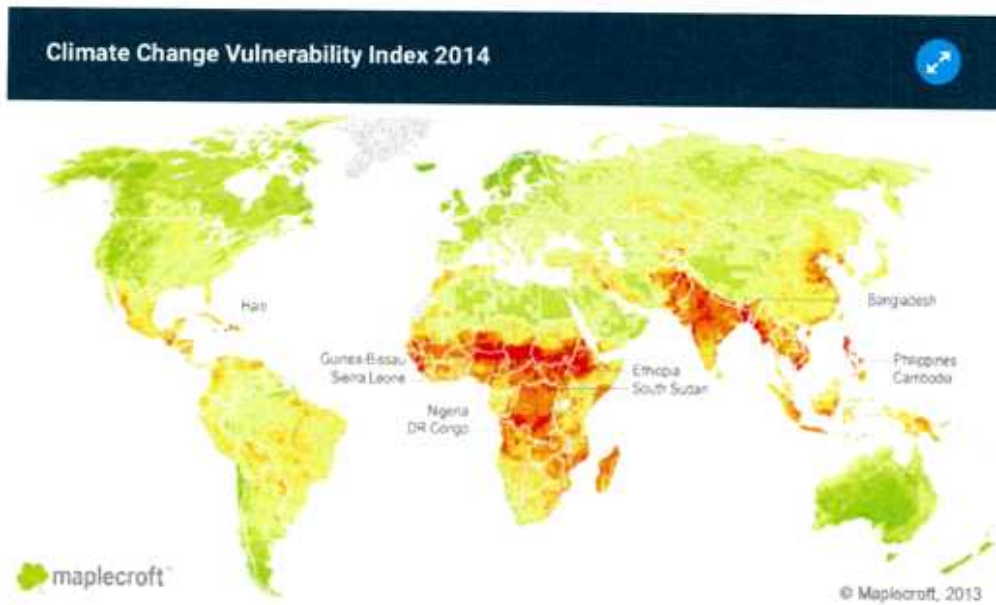 Climate Change Vulnerability Index 2014
Haiti
Bangladesh
Guinea-Bissau
Sierra Leone
Ethiopia
South Sudan
Philippines
Cambodia
Nigeria
DR Congo
maplecroft
© Maplecroft, 2013